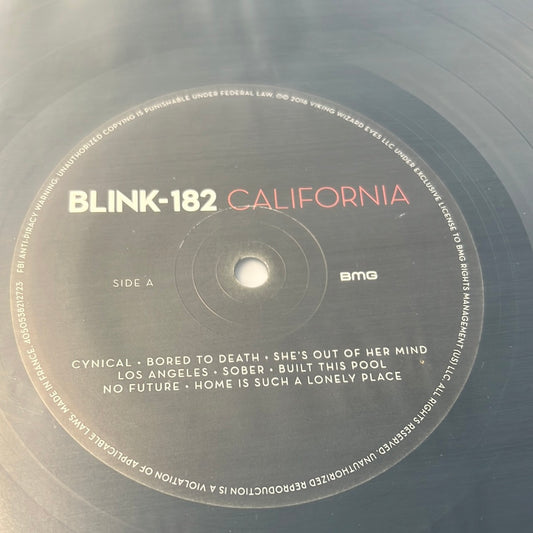 BLINK-182 CALIFORNIA
SIDE A
BMG
CYNICAL • BORED TO DEATH • SHE'S OUT OF HER MIND
LOS ANGELES • SOBER • BUILT THIS POOL
NO FUTURE • HOME IS SUCH A LONELY PLACE
FBI ANTI-PIRACY WARNING: UNAUTHORIZED COPYING IS PUNISHABLE UNDER FEDERAL LAW. ℗© 2016 VIKING WIZARD EYES LLC UNDER EXCLUSIVE LICENSE TO BMG RIGHTS MANAGEMENT (US) LLC. ALL RIGHTS RESERVED. UNAUTHORIZED REPRODUCTION IS A VIOLATION OF APPLICABLE LAWS. MADE IN FRANCE. 4050538212723